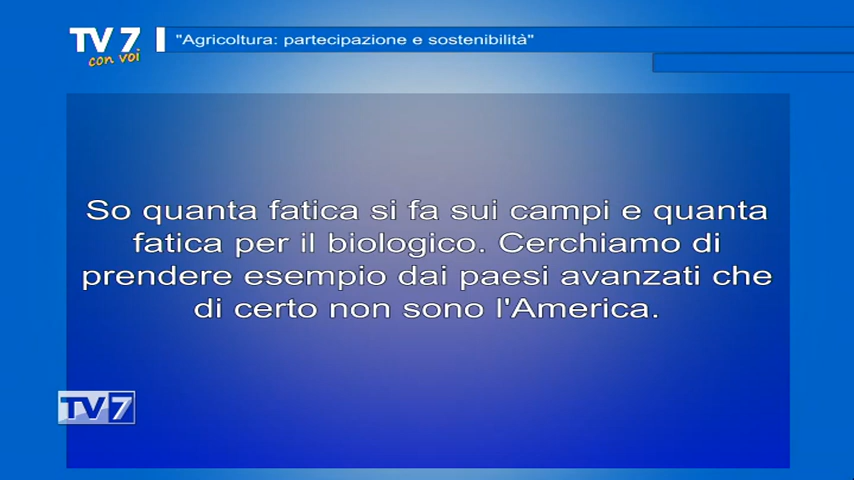 TV7
con voi
"Agricoltura: partecipazione e sostenibilità"
So quanta fatica si fa sui campi e quanta
fatica per il biologico. Cerchiamo di
prendere esempio dai paesi avanzati che
di certo non sono l'America.
TV7